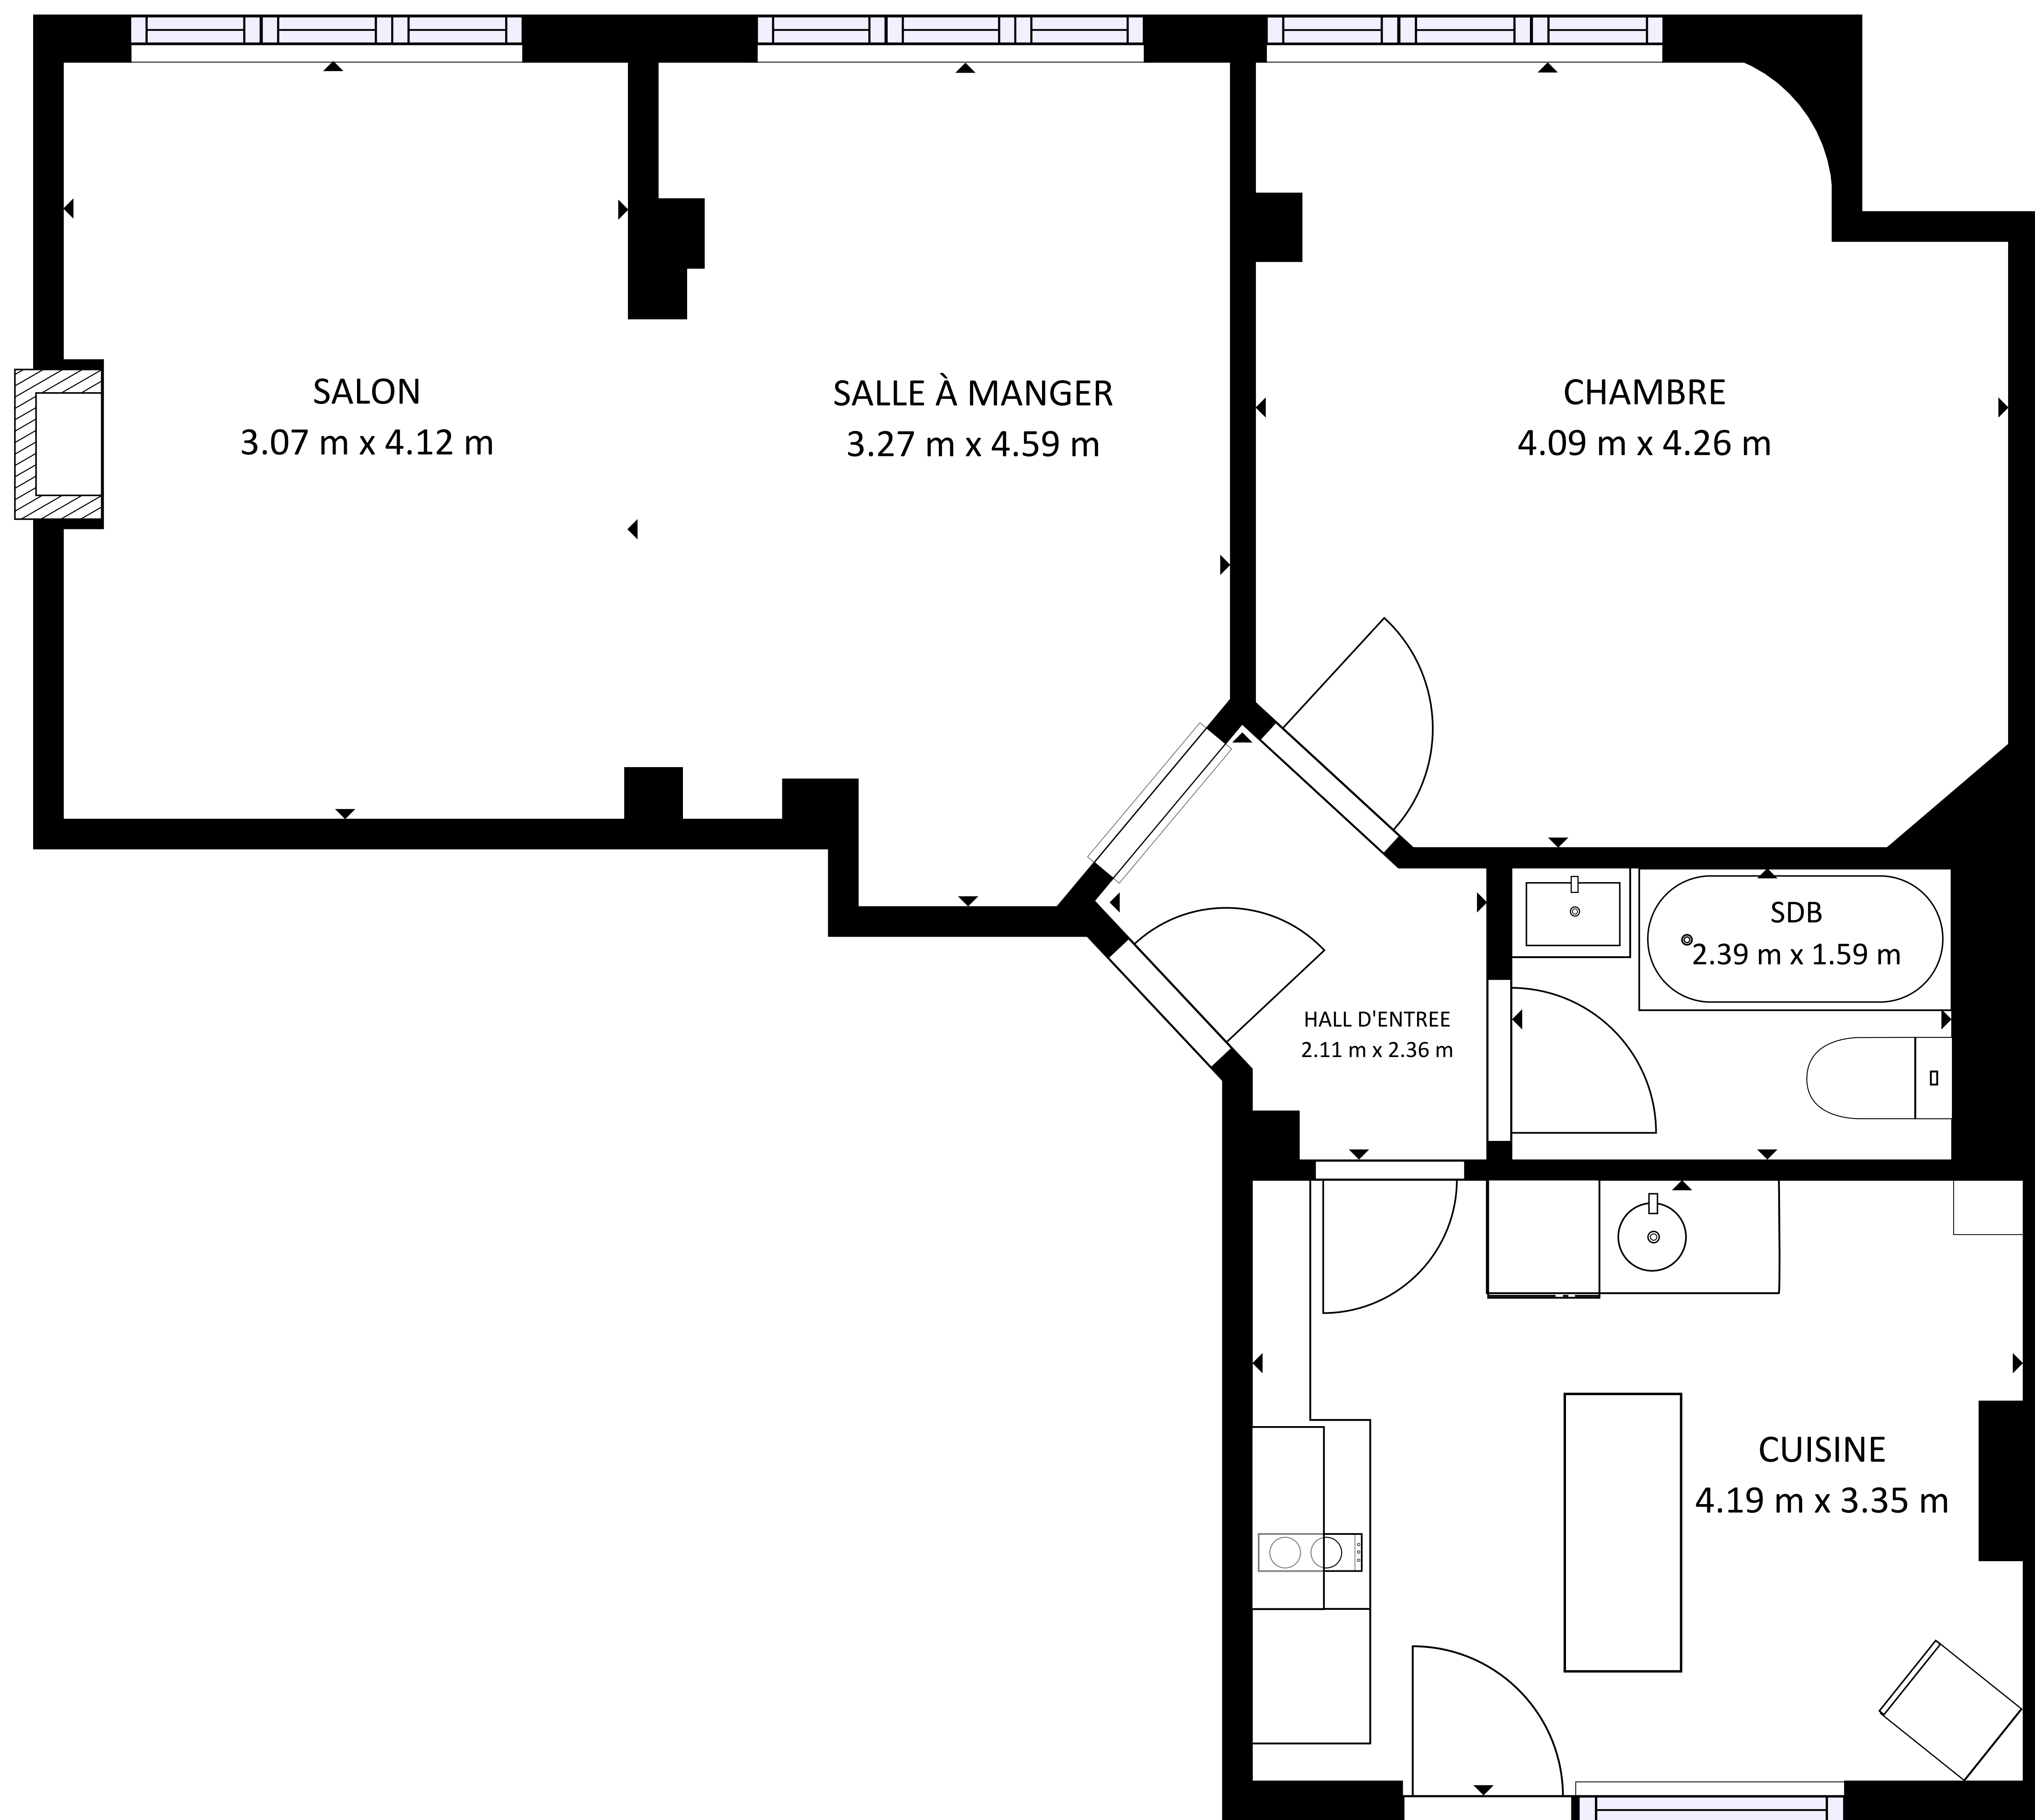 SALON
3.07 m x 4.12 m
SALLE À MANGER
3.27 m x 4.59 m
CHAMBRE
4.09 m x 4.26 m
SDB
2.39 m x 1.59 m
HALL D'ENTREE
2.11 m x 2.36 m
CUISINE
4.19 m x 3.35 m